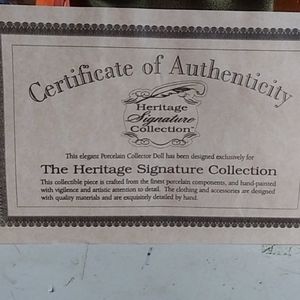 Certificate of Authenticity
Heritage
Signature
Collection™
This elegant Porcelain Collector Doll has been designed exclusively for
The Heritage Signature Collection
This collectible piece is crafted from the finest porcelain components, and hand-painted
with vigilence and artistic attention to detail. The clothing and accessories are designed
with quality materials and are exquisitely detailed by hand.